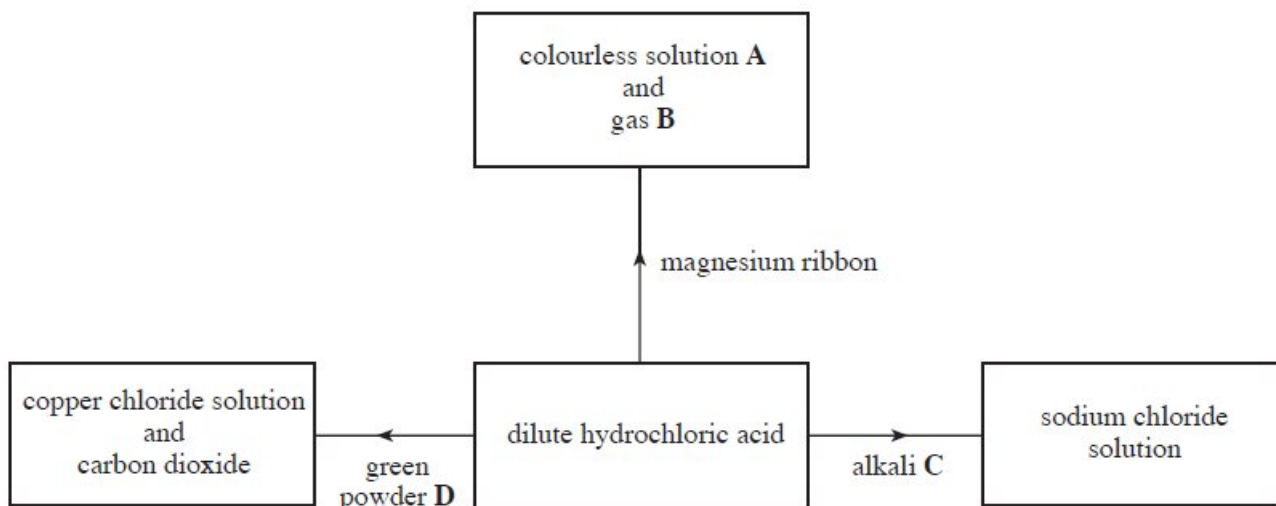 colourless solution A
and
gas B
magnesium ribbon
copper chloride solution
and
carbon dioxide
green
powder D
dilute hydrochloric acid
alkali C
sodium chloride
solution